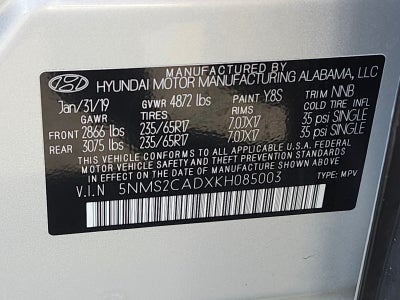 MANUFACTURED BY
HYUNDAI MOTOR MANUFACTURING ALABAMA, LLC
Jan/31/19 GVWR 4872 lbs PAINT Y8S TRIM NNB
GAWR TIRES RIMS COLD TIRE INF.PRES
FRONT 2866 lbs 235/65R17 7.0JX17 35 psi SINGLE
REAR 3075 lbs 235/65R17 7.0JX17 35 psi SINGLE
THIS VEHICLE CONFORMS TO ALL APPLICABLE U.S.A. FEDERAL
MOTOR VEHICLE SAFETY, BUMPER, AND THEFT PREVENTION
STANDARDS IN EFFECT ON THE DATE OF MANUFACTURE SHOWN ABOVE.
V.I.N 5NMS2CADXKH085003 TYPE: MPV